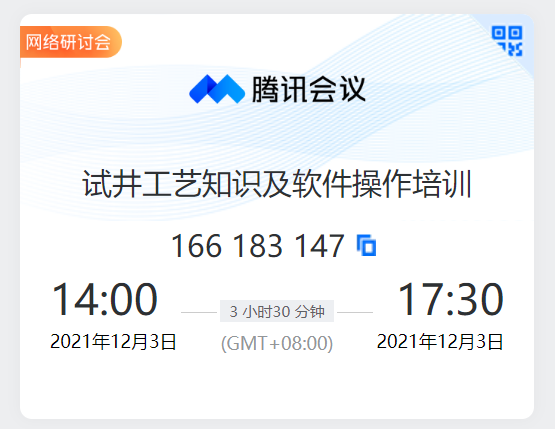 网络研讨会
腾讯会议
试井工艺知识及软件操作培训
166 183 147
14:00
3 小时30 分钟
17:30
2021年12月3日
(GMT+08:00)
2021年12月3日